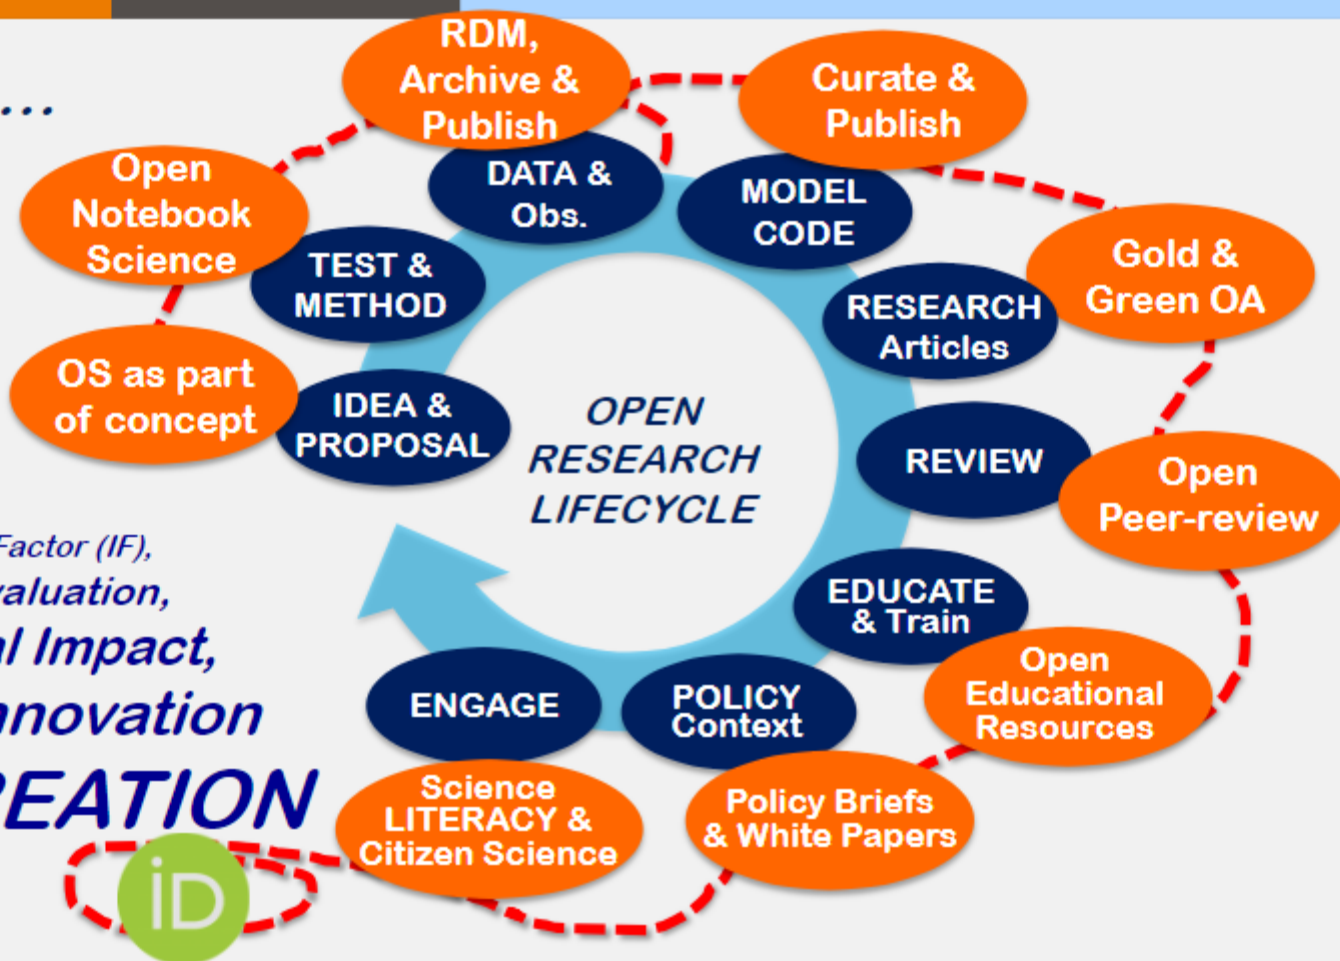 ...
RDM,
Archive &
Publish
Curate &
Publish
Open
Notebook
Science
DATA &
Obs.
MODEL
CODE
Gold &
Green OA
TEST &
METHOD
RESEARCH
Articles
OS as part
of concept
IDEA &
PROPOSAL
OPEN
RESEARCH
LIFECYCLE
REVIEW
Open
Peer-review
Factor (IF),
valuation,
l Impact,
nnovation
EATION
EDUCATE
& Train
Open
Educational
Resources
ENGAGE
POLICY
Context
Science
LITERACY &
Citizen Science
Policy Briefs
& White Papers
iD